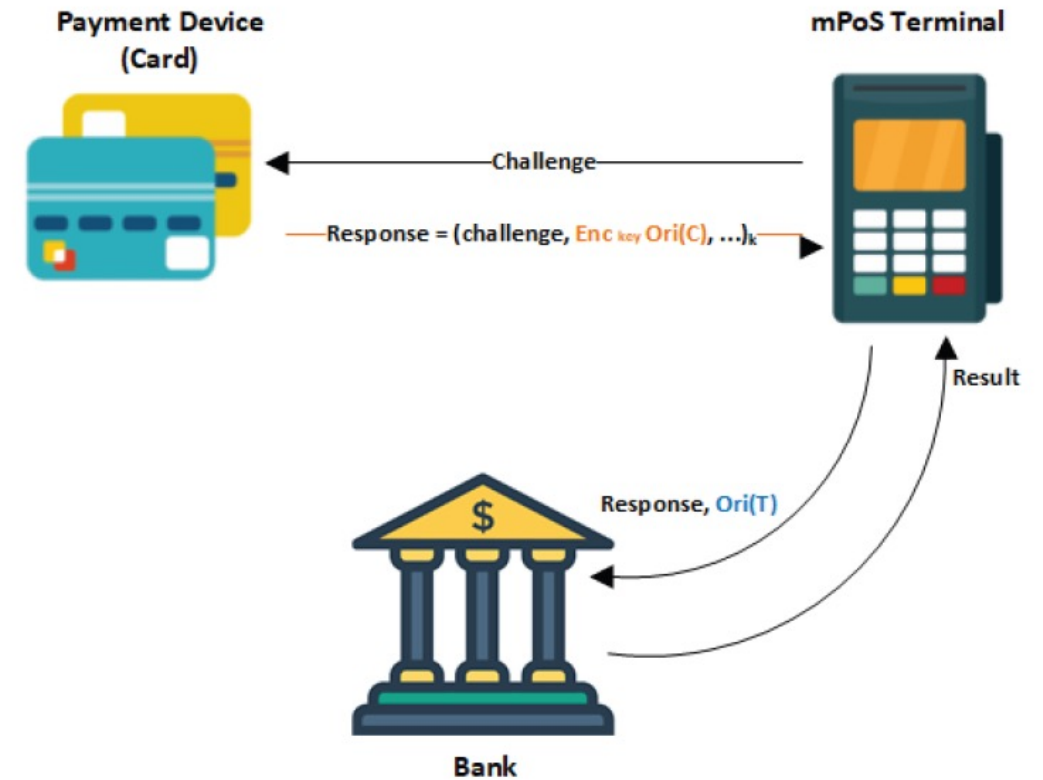 Payment Device
(Card)
mPoS Terminal
Challenge
Response = (challenge, Enc key Ori(C), ...)k
Result
Response, Ori(T)
$
Bank